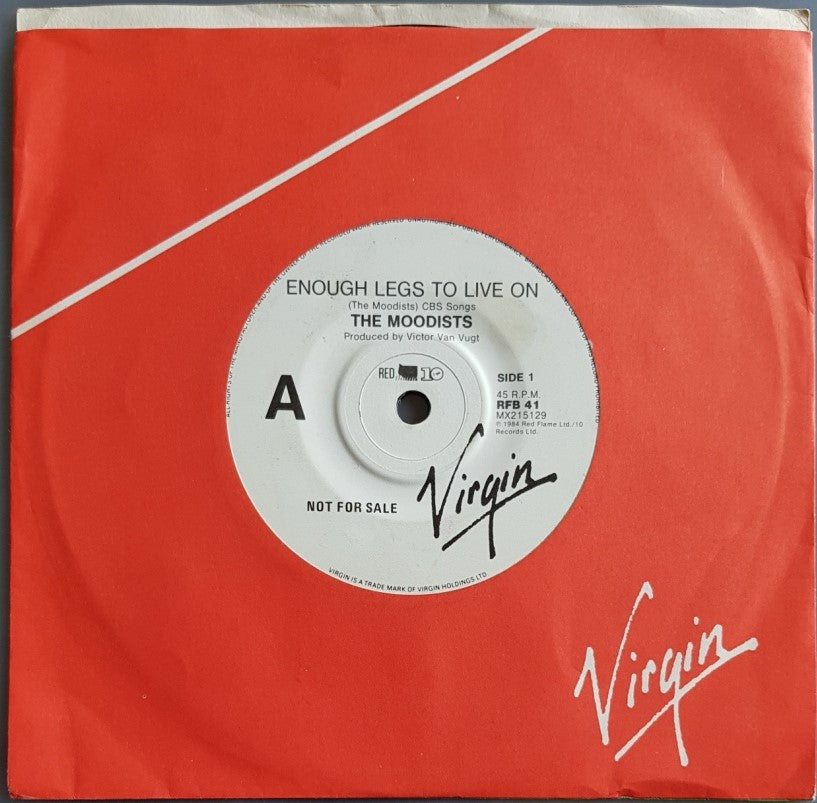 ENOUGH LEGS TO LIVE ON
(The Moodists) CBS Songs
THE MOODISTS
Produced by Victor Van Vugt
RED 10
A
SIDE 1
45 R.P.M.
RFB 41
MX215129
℗ 1984 Red Flame Ltd./10
Records Ltd.
NOT FOR SALE
Virgin
VIRGIN IS A TRADE MARK OF VIRGIN HOLDINGS LTD.
Virgin